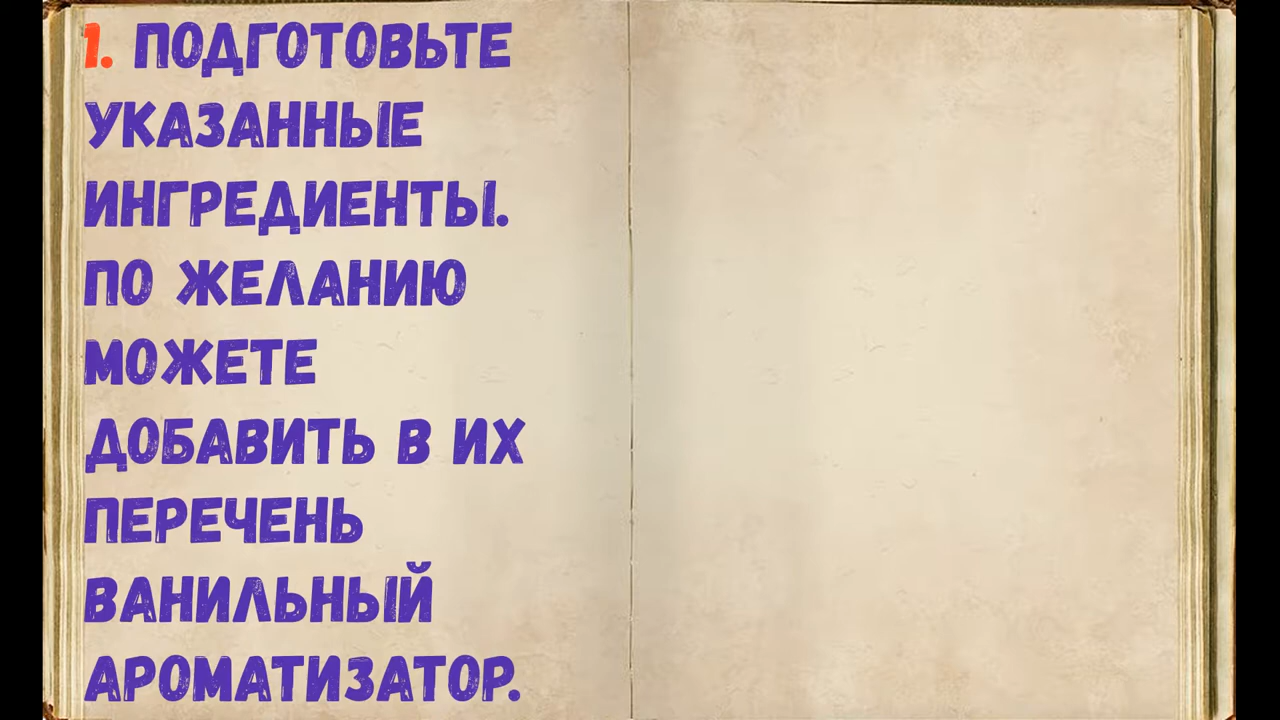 1. ПОДГОТОВЬТЕ
УКАЗАННЫЕ
ИНГРЕДИЕНТЫ.
ПО ЖЕЛАНИЮ
МОЖЕТЕ
ДОБАВИТЬ В ИХ
ПЕРЕЧЕНЬ
ВАНИЛЬНЫЙ
АРОМАТИЗАТОР.